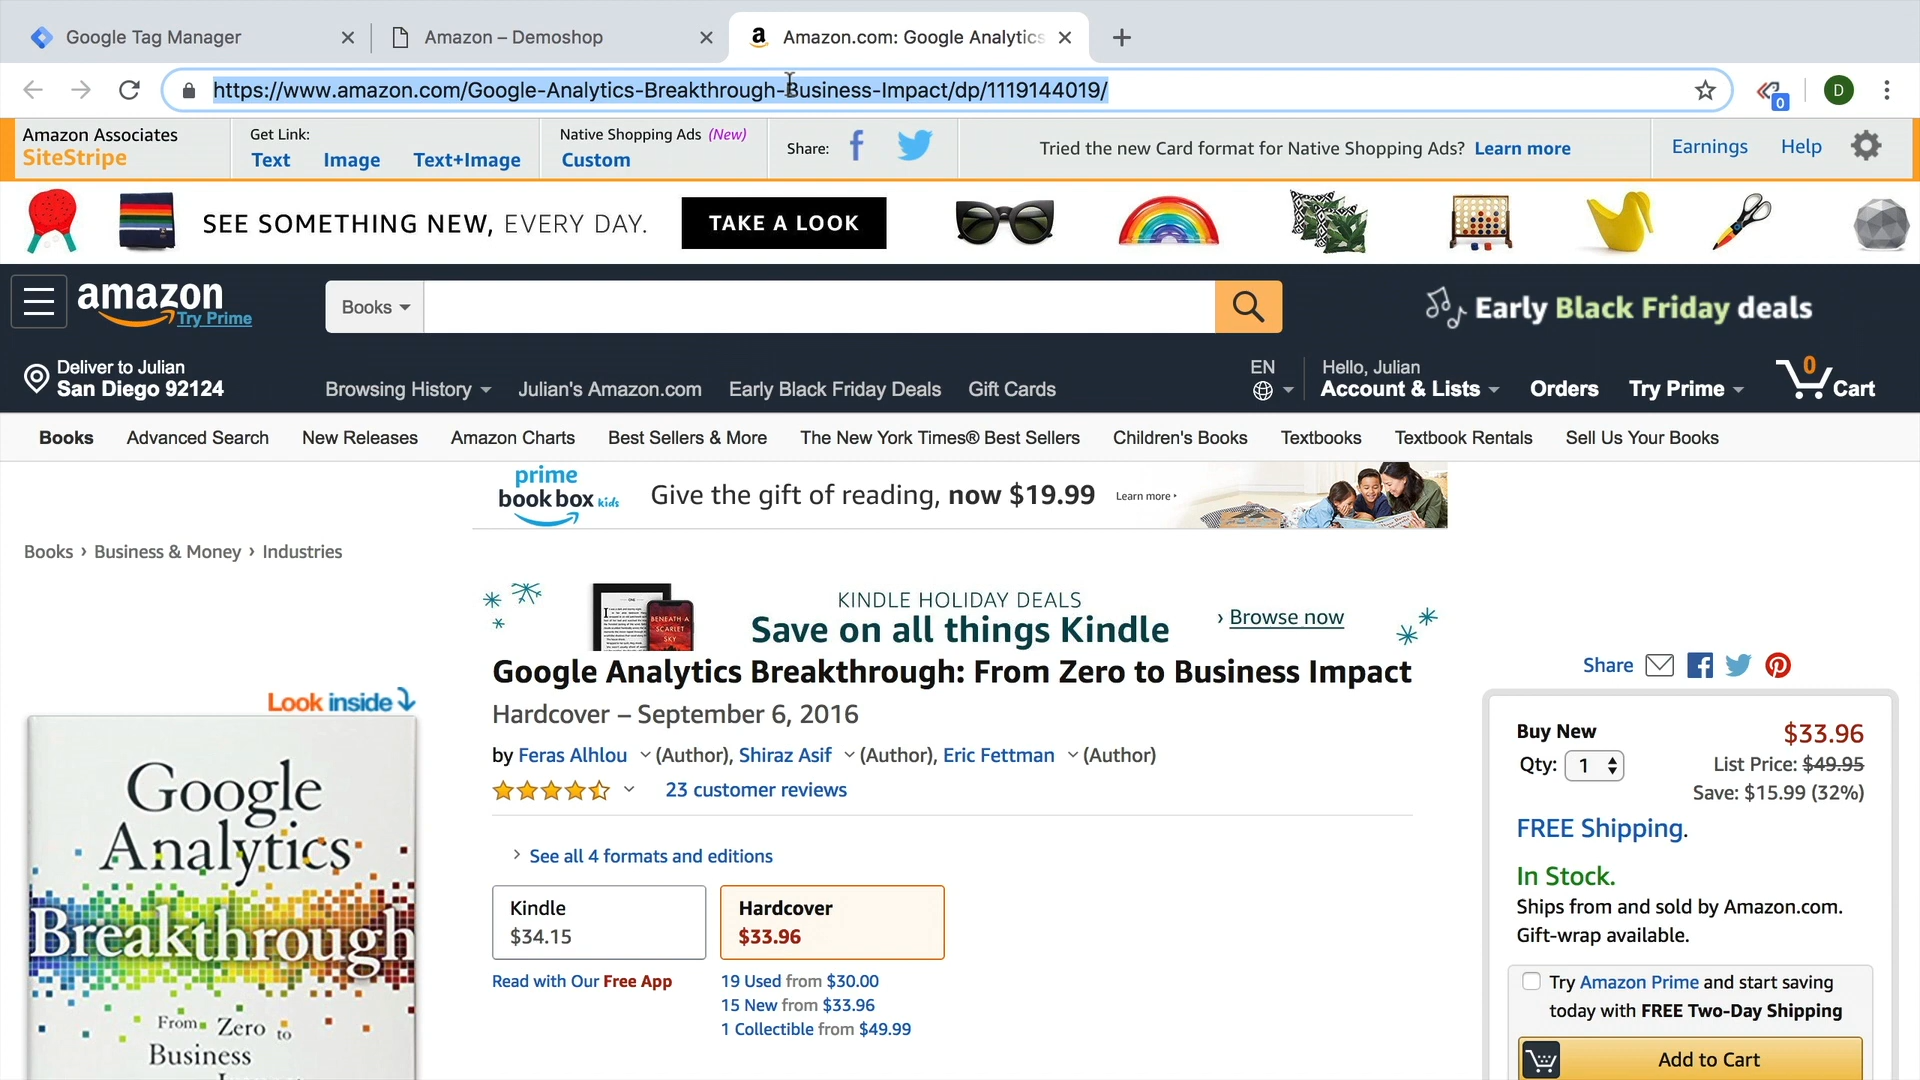 Google Tag Manager
Amazon – Demoshop
Amazon.com: Google Analytics
https://www.amazon.com/Google-Analytics-Breakthrough-Business-Impact/dp/1119144019/
0
D
Amazon Associates
SiteStripe
Get Link:
Text Image Text+Image
Native Shopping Ads (New)
Custom
Share:
Tried the new Card format for Native Shopping Ads? Learn more
Earnings Help
SEE SOMETHING NEW, EVERY DAY.
TAKE A LOOK
amazon
Try Prime
Books
Early Black Friday deals
Deliver to Julian
San Diego 92124
Browsing History Julian's Amazon.com Early Black Friday Deals Gift Cards
EN
Hello, Julian
Account & Lists
Orders
Try Prime
0
Cart
Books Advanced Search New Releases Amazon Charts Best Sellers & More The New York Times® Best Sellers Children's Books Textbooks Textbook Rentals Sell Us Your Books
prime
book box kids
Give the gift of reading, now $19.99
Learn more ›
Books › Business & Money › Industries
BENEATH A
SCARLET
SKY
KINDLE HOLIDAY DEALS
Save on all things Kindle
› Browse now
Google Analytics Breakthrough: From Zero to Business Impact
Hardcover – September 6, 2016
by Feras Alhlou (Author), Shiraz Asif (Author), Eric Fettman (Author)
23 customer reviews
See all 4 formats and editions
Kindle
$34.15
Hardcover
$33.96
Read with Our Free App
19 Used from $30.00
15 New from $33.96
1 Collectible from $49.99
Look inside
Google
Analytics
Breakthrough
From Zero to
Business
Share
Buy New
$33.96
Qty: 1
List Price: $49.95
Save: $15.99 (32%)
FREE Shipping.
In Stock.
Ships from and sold by Amazon.com.
Gift-wrap available.
Try Amazon Prime and start saving
today with FREE Two-Day Shipping
Add to Cart